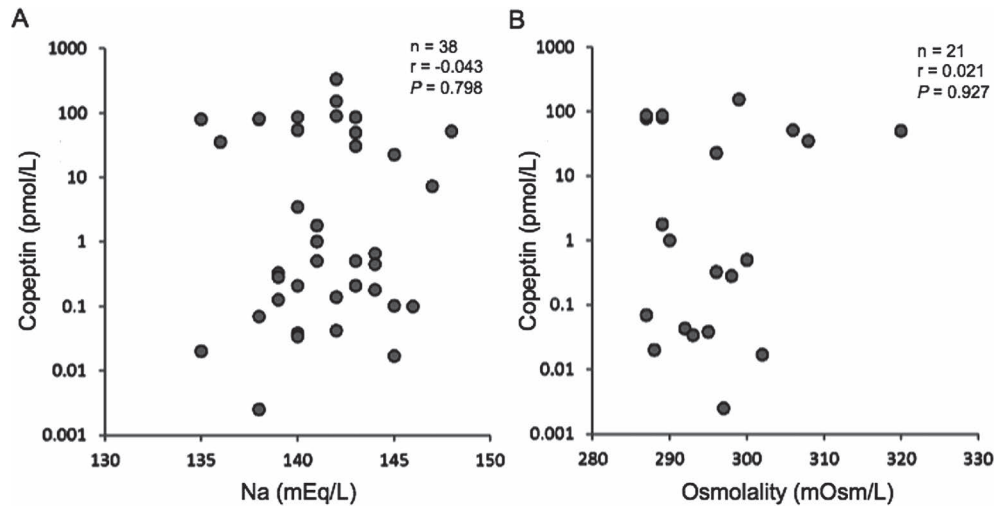 A
n = 38
r = -0.043
P = 0.798
1000
100
10
1
0.1
0.01
0.001
130
135
140
145
150
Copeptin (pmol/L)
Na (mEq/L)
B
n = 21
r = 0.021
P = 0.927
1000
100
10
1
0.1
0.01
0.001
280
290
300
310
320
330
Copeptin (pmol/L)
Osmolality (mOsm/L)